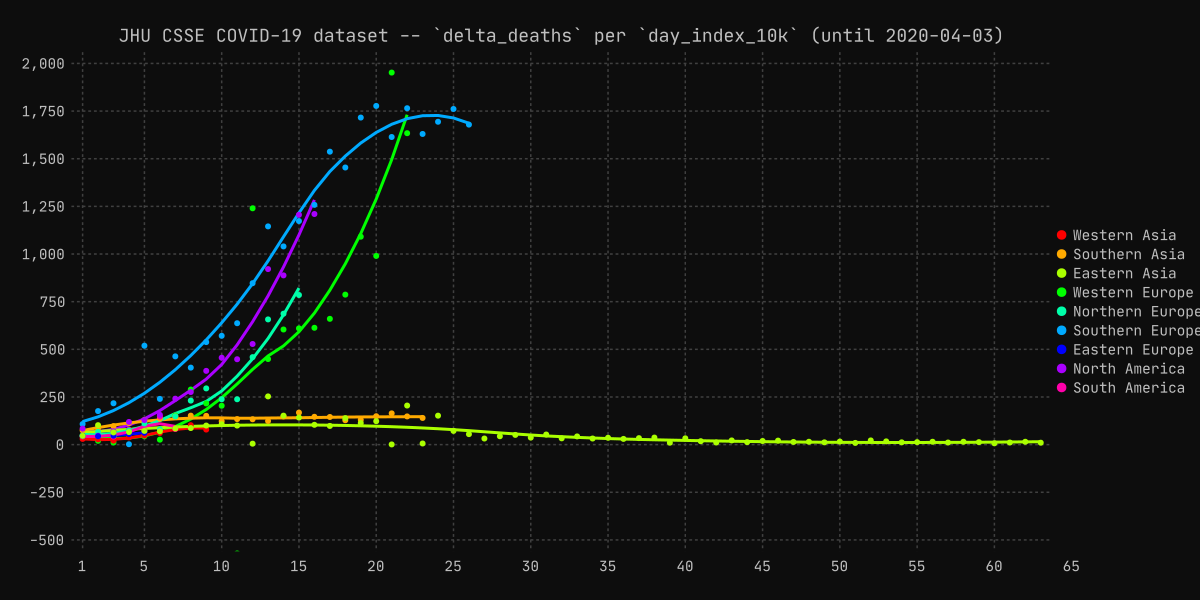 JHU CSSE COVID-19 dataset -- `delta_deaths` per `day_index_10k` (until 2020-04-03)
2,000
1,750
1,500
1,250
1,000
750
500
250
0
-250
-500
1 5 10 15 20 25 30 35 40 45 50 55 60 65
Western Asia
Southern Asia
Eastern Asia
Western Europe
Northern Europe
Southern Europe
Eastern Europe
North America
South America